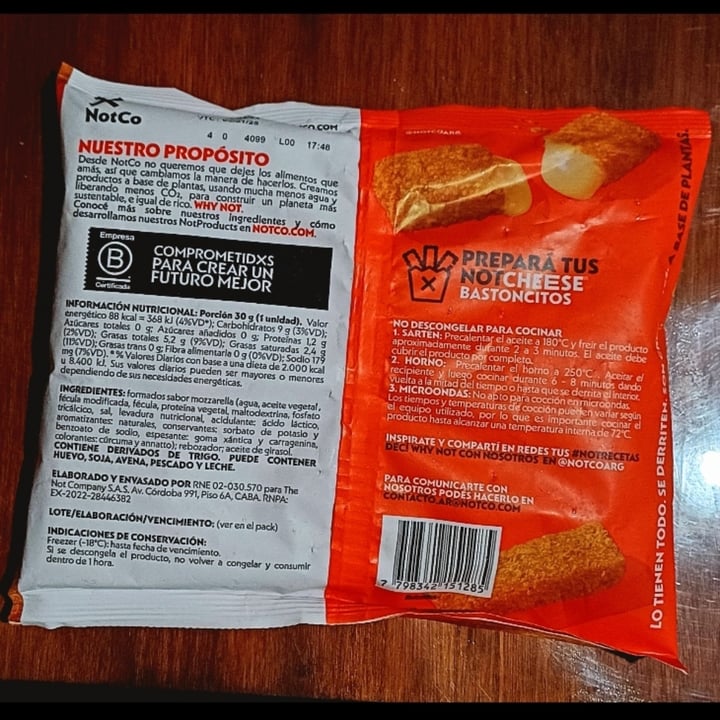 NotCo
4 0 4099 L00 17:48
NUESTRO PROPÓSITO
Desde NotCo no queremos que dejes los alimentos que
amás, así que cambiamos la manera de hacerlos. Creamos
productos a base de plantas, usando mucho menos agua y
liberando menos CO₂, para construir un planeta más
sustentable, e igual de rico. WHY NOT.
Conocé más sobre nuestros ingredientes y cómo
desarrollamos nuestros NotProducts en NOTCO.COM.
Empresa
B
Certificada
COMPROMETIDXS
PARA CREAR UN
FUTURO MEJOR
INFORMACIÓN NUTRICIONAL: Porción 30 g (1 unidad). Valor
energético 88 kcal = 368 kJ (4%VD*); Carbohidratos 9 g (3%VD);
Azúcares totales 0 g; Azúcares añadidos 0 g; Proteínas 1,2 g
(2%VD); Grasas totales 5,2 g (9%VD); Grasas saturadas 2,4 g
(11%VD); Grasas trans 0 g; Fibra alimentaria 0 g (0%VD); Sodio 179
mg (7%VD). * % Valores Diarios con base a una dieta de 2.000 kcal
u 8.400 kJ. Sus valores diarios pueden ser mayores o menores
dependiendo de sus necesidades energéticas.
INGREDIENTES: formados sabor mozzarella (agua, aceite vegetal,
fécula modificada, fécula, proteína vegetal, maltodextrina, fosfato
tricálcico, sal, levadura nutricional, acidulante: ácido láctico,
aromatizantes: naturales, conservantes: sorbato de potasio y
benzoato de sodio, espesante: goma xántica y carragenina,
colorantes: cúrcuma y annatto); rebozador; aceite de girasol.
CONTIENE DERIVADOS DE TRIGO. PUEDE CONTENER
HUEVO, SOJA, AVENA, PESCADO Y LECHE.
ELABORADO Y ENVASADO POR RNE 02-030.570 para The
Not Company S.A.S, Av. Córdoba 991, Piso 6A, CABA. RNPA:
EX-2022-28446382
LOTE/ELABORACIÓN/VENCIMIENTO: (ver en el pack)
INDICACIONES DE CONSERVACIÓN:
Freezer (-18°C): hasta fecha de vencimiento.
Si se descongela el producto, no volver a congelar y consumir
dentro de 1 hora.
@NOTCOARG
PREPARÁ TUS
NOTCHEESE
BASTONCITOS
*NO DESCONGELAR PARA COCINAR
1. SARTÉN: Precalentar el aceite a 180°C y freír el producto
aproximadamente durante 2 a 3 minutos. El aceite debe
cubrir el producto por completo.
2. HORNO: Precalentar el horno a 250°C. Aceitar el
recipiente y luego cocinar durante 6 - 8 minutos dando
vuelta a la mitad del tiempo o hasta que se derrita el interior.
3. MICROONDAS: No apto para cocción en microondas.
Los tiempos y temperaturas de cocción pueden variar según
el equipo utilizado, por lo que es importante cocinar el
producto hasta alcanzar una temperatura interna de 72°C.
INSPIRATE Y COMPARTÍ EN REDES TUS #NOTRECETAS
DECÍ WHY NOT CON NOSOTROS EN @NOTCOARG
PARA COMUNICARTE CON
NOSOTROS PODÉS HACERLO EN
CONTACTO.AR@NOTCO.COM
7 798342 151285
LO TIENEN TODO. SE DERRITEN,
A BASE DE PLANTAS.